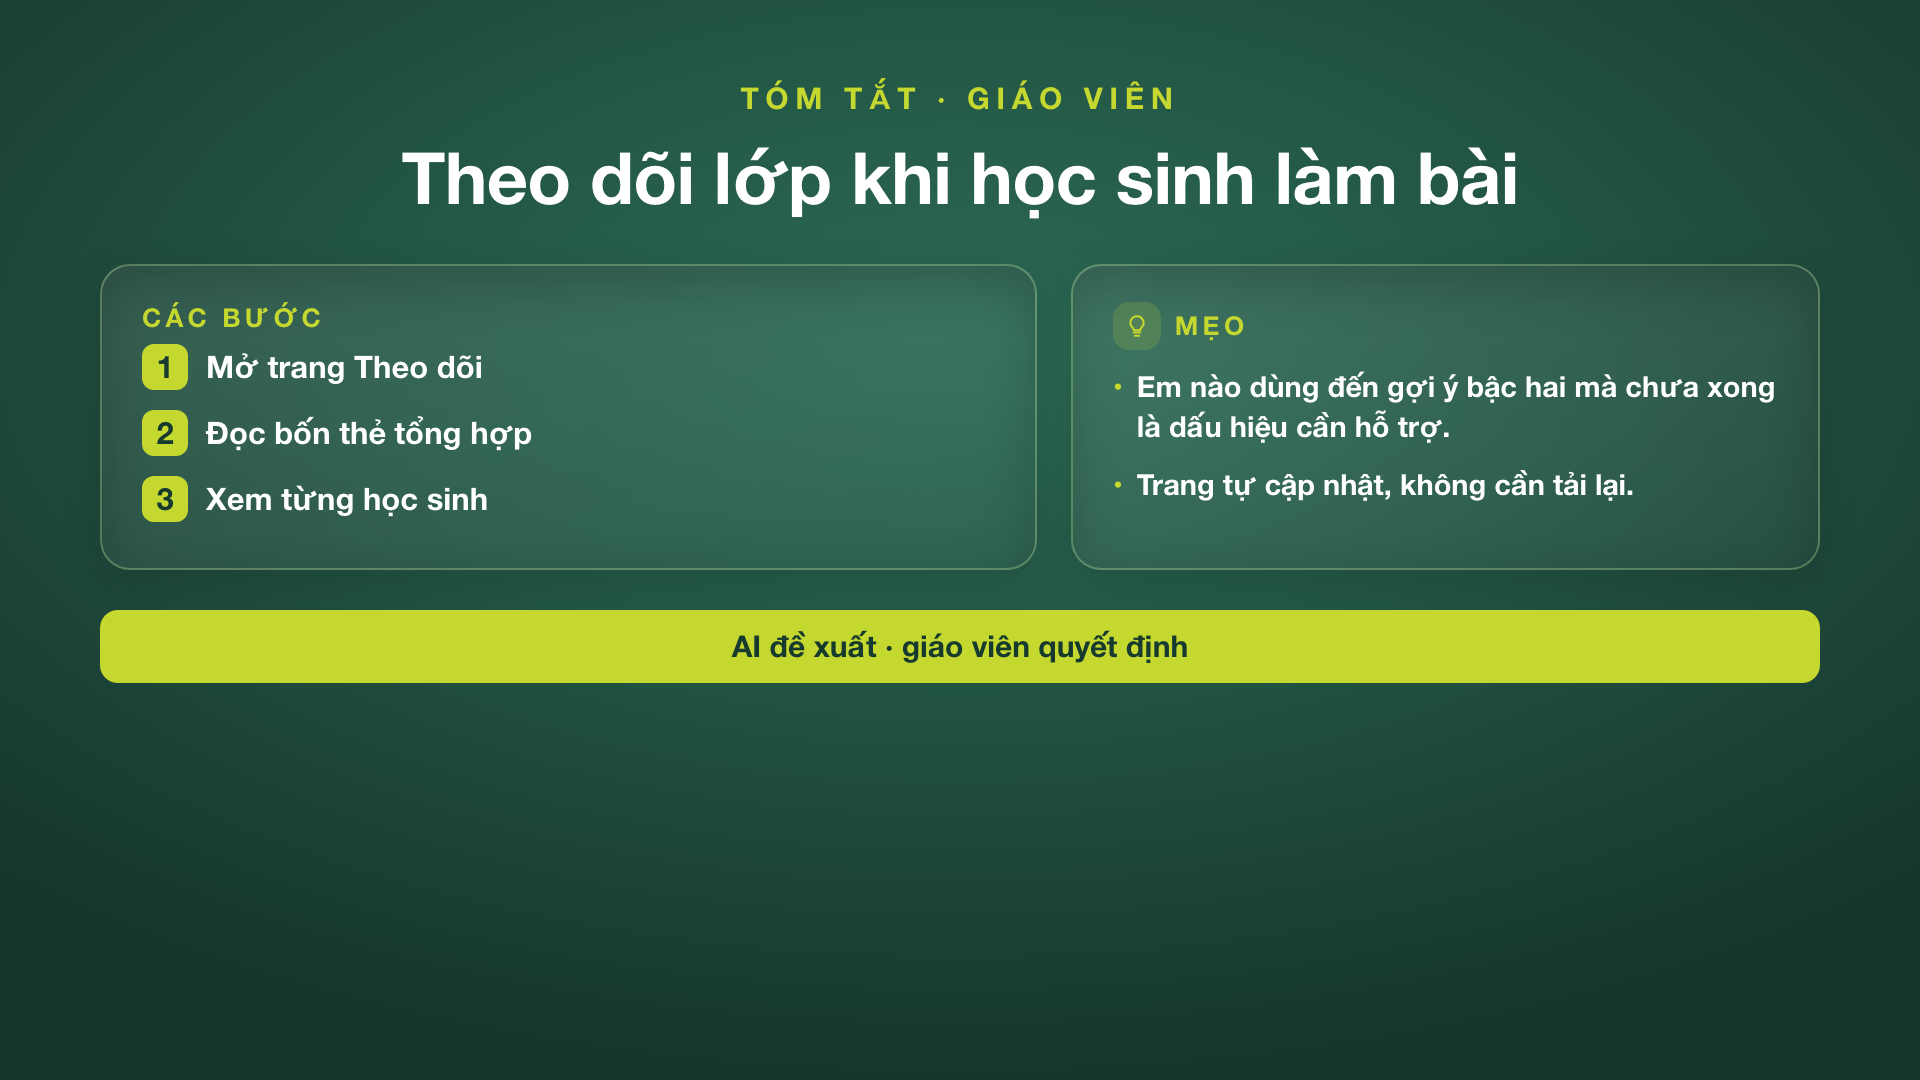 TÓM TẮT · GIÁO VIÊN
Theo dõi lớp khi học sinh làm bài
CÁC BƯỚC
1 Mở trang Theo dõi
2 Đọc bốn thẻ tổng hợp
3 Xem từng học sinh
MẸO
• Em nào dùng đến gợi ý bậc hai mà chưa xong
là dấu hiệu cần hỗ trợ.
• Trang tự cập nhật, không cần tải lại.
AI đề xuất · giáo viên quyết định